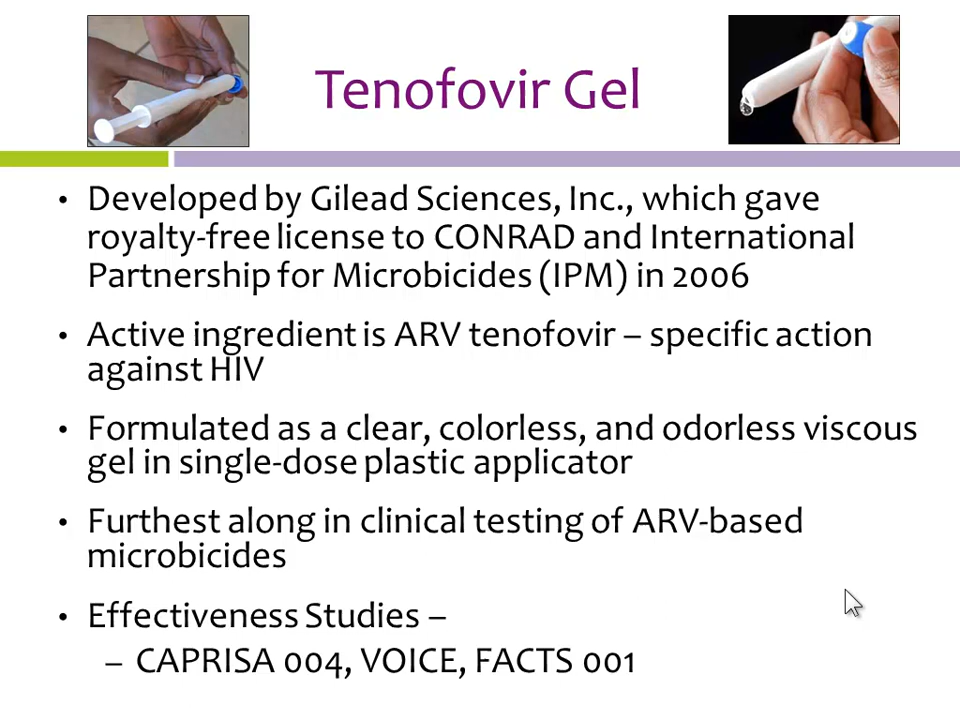 Tenofovir Gel
• Developed by Gilead Sciences, Inc., which gave
royalty-free license to CONRAD and International
Partnership for Microbicides (IPM) in 2006
• Active ingredient is ARV tenofovir – specific action
against HIV
• Formulated as a clear, colorless, and odorless viscous
gel in single-dose plastic applicator
• Furthest along in clinical testing of ARV-based
microbicides
• Effectiveness Studies –
– CAPRISA 004, VOICE, FACTS 001